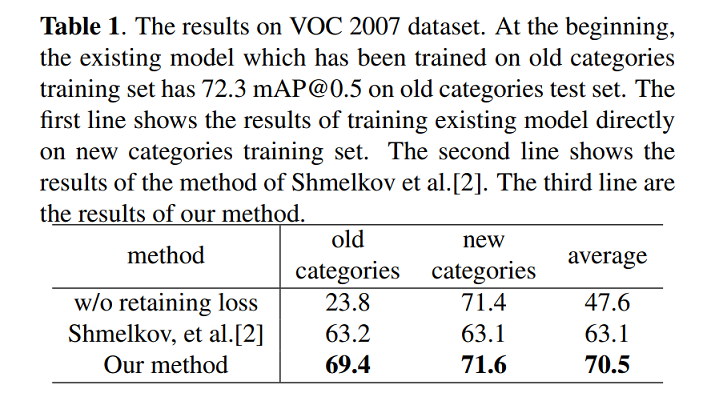 Table 1. The results on VOC 2007 dataset. At the beginning,
the existing model which has been trained on old categories
training set has 72.3 mAP@0.5 on old categories test set. The
first line shows the results of training existing model directly
on new categories training set. The second line shows the
results of the method of Shmelkov et al.[2]. The third line are
the results of our method.
method old categories new categories average
w/o retaining loss 23.8 71.4 47.6
Shmelkov, et al.[2] 63.2 63.1 63.1
Our method 69.4 71.6 70.5